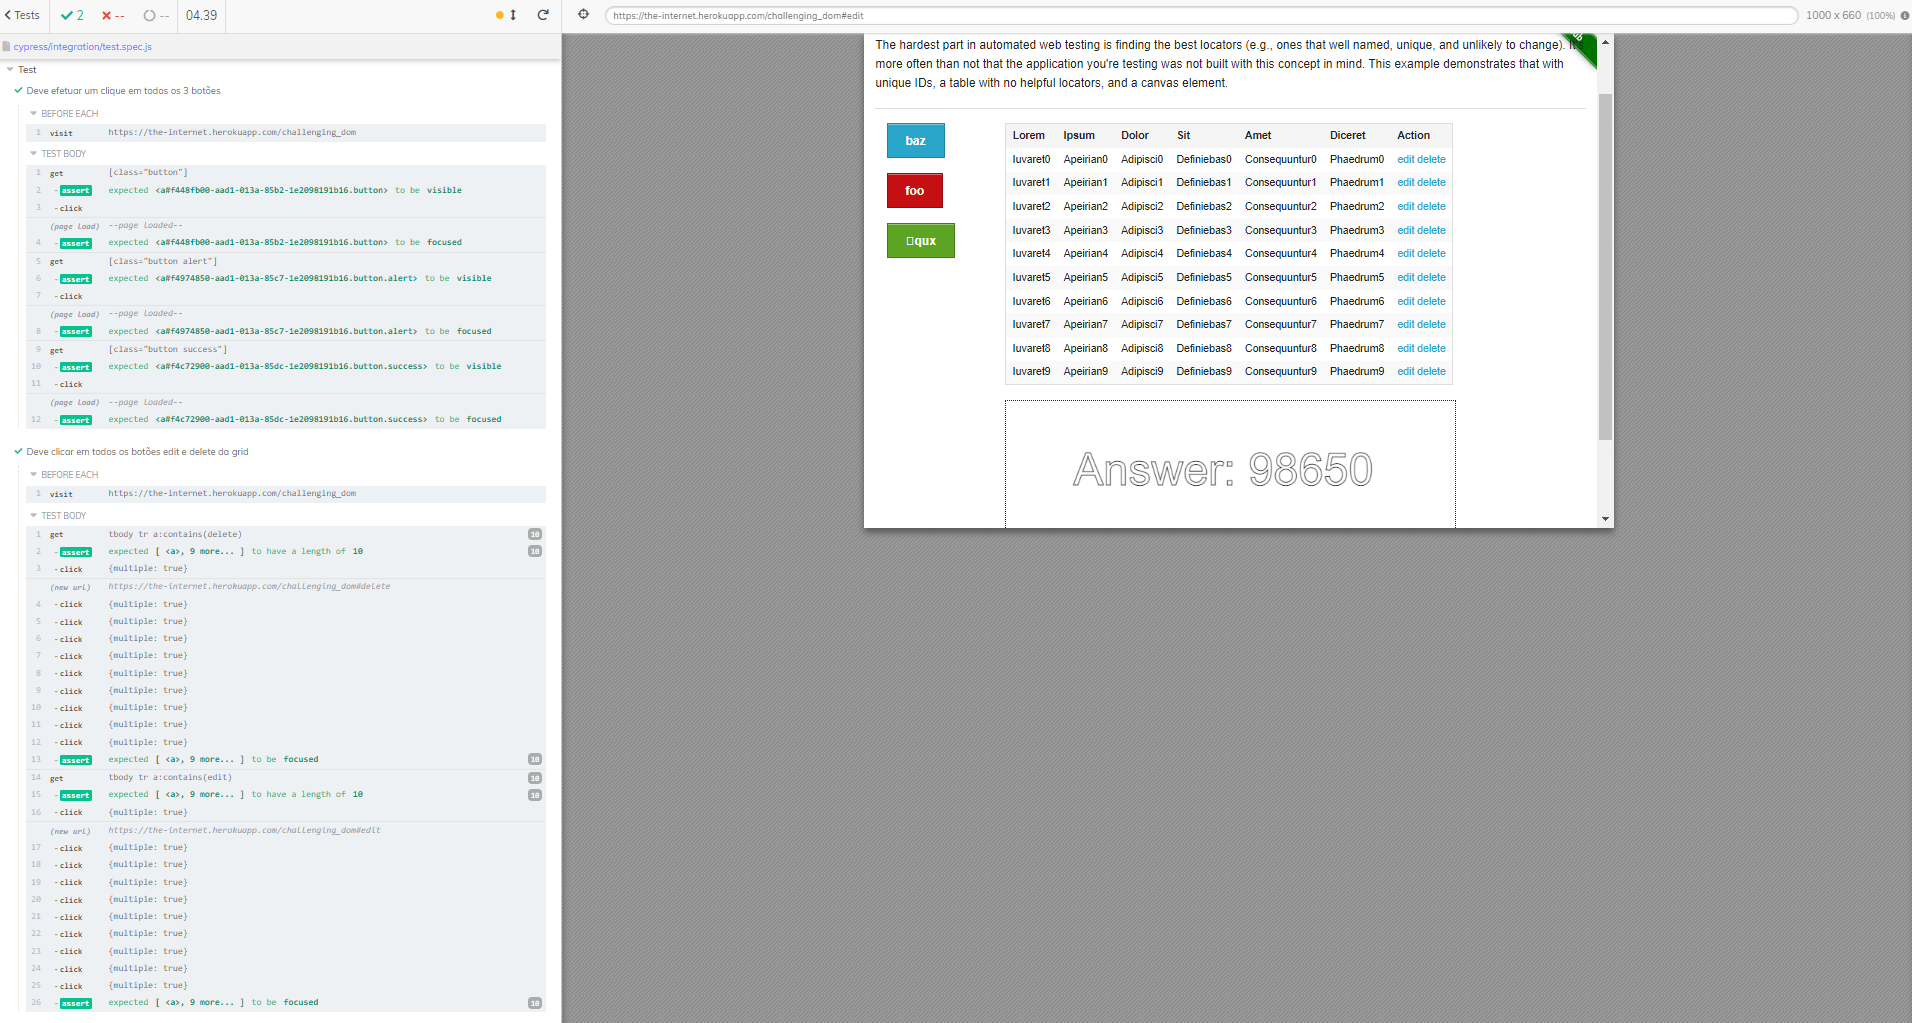 Tests 2 -- -- 04.39
cypress/integration/test.spec.js
Test
Deve efetuar um clique em todos os 3 botões
BEFORE EACH
1 visit https://the-internet.herokuapp.com/challenging_dom
TEST BODY
1 get [class="button"]
2 -assert expected <a#f448fb00-aad1-013a-85b2-1e2098191b16.button> to be visible
3 -click
(page load) --page loaded--
4 -assert expected <a#f448fb00-aad1-013a-85b2-1e2098191b16.button> to be focused
5 get [class="button alert"]
6 -assert expected <a#f4974850-aad1-013a-85c7-1e2098191b16.button.alert> to be visible
7 -click
(page load) --page loaded--
8 -assert expected <a#f4974850-aad1-013a-85c7-1e2098191b16.button.alert> to be focused
9 get [class="button success"]
10 -assert expected <a#f4c72900-aad1-013a-85dc-1e2098191b16.button.success> to be visible
11 -click
(page load) --page loaded--
12 -assert expected <a#f4c72900-aad1-013a-85dc-1e2098191b16.button.success> to be focused
Deve clicar em todos os botões edit e delete da grid
BEFORE EACH
1 visit https://the-internet.herokuapp.com/challenging_dom
TEST BODY
1 get tbody tr a:contains(delete) 10
2 -assert expected [ <a>, 9 more... ] to have a length of 10 10
3 -click {multiple: true}
(new url) https://the-internet.herokuapp.com/challenging_dom#delete
4 -click {multiple: true}
5 -click {multiple: true}
6 -click {multiple: true}
7 -click {multiple: true}
8 -click {multiple: true}
9 -click {multiple: true}
10 -click {multiple: true}
11 -click {multiple: true}
12 -click {multiple: true}
13 -assert expected [ <a>, 9 more... ] to be focused 10
14 get tbody tr a:contains(edit) 10
15 -assert expected [ <a>, 9 more... ] to have a length of 10 10
16 -click {multiple: true}
(new url) https://the-internet.herokuapp.com/challenging_dom#edit
17 -click {multiple: true}
18 -click {multiple: true}
19 -click {multiple: true}
20 -click {multiple: true}
21 -click {multiple: true}
22 -click {multiple: true}
23 -click {multiple: true}
24 -click {multiple: true}
25 -click {multiple: true}
26 -assert expected [ <a>, 9 more... ] to be focused 10
https://the-internet.herokuapp.com/challenging_dom#edit 1000 x 660 (100%)
The hardest part in automated web testing is finding the best locators (e.g., ones that well named, unique, and unlikely to change). It's
more often than not that the application you're testing was not built with this concept in mind. This example demonstrates that with
unique IDs, a table with no helpful locators, and a canvas element.
baz
foo
qux
Lorem Ipsum Dolor Sit Amet Diceret Action
Iuvaret0 Apeirian0 Adipisci0 Definiebas0 Consequuntur0 Phaedrum0 edit delete
Iuvaret1 Apeirian1 Adipisci1 Definiebas1 Consequuntur1 Phaedrum1 edit delete
Iuvaret2 Apeirian2 Adipisci2 Definiebas2 Consequuntur2 Phaedrum2 edit delete
Iuvaret3 Apeirian3 Adipisci3 Definiebas3 Consequuntur3 Phaedrum3 edit delete
Iuvaret4 Apeirian4 Adipisci4 Definiebas4 Consequuntur4 Phaedrum4 edit delete
Iuvaret5 Apeirian5 Adipisci5 Definiebas5 Consequuntur5 Phaedrum5 edit delete
Iuvaret6 Apeirian6 Adipisci6 Definiebas6 Consequuntur6 Phaedrum6 edit delete
Iuvaret7 Apeirian7 Adipisci7 Definiebas7 Consequuntur7 Phaedrum7 edit delete
Iuvaret8 Apeirian8 Adipisci8 Definiebas8 Consequuntur8 Phaedrum8 edit delete
Iuvaret9 Apeirian9 Adipisci9 Definiebas9 Consequuntur9 Phaedrum9 edit delete
Answer: 98650